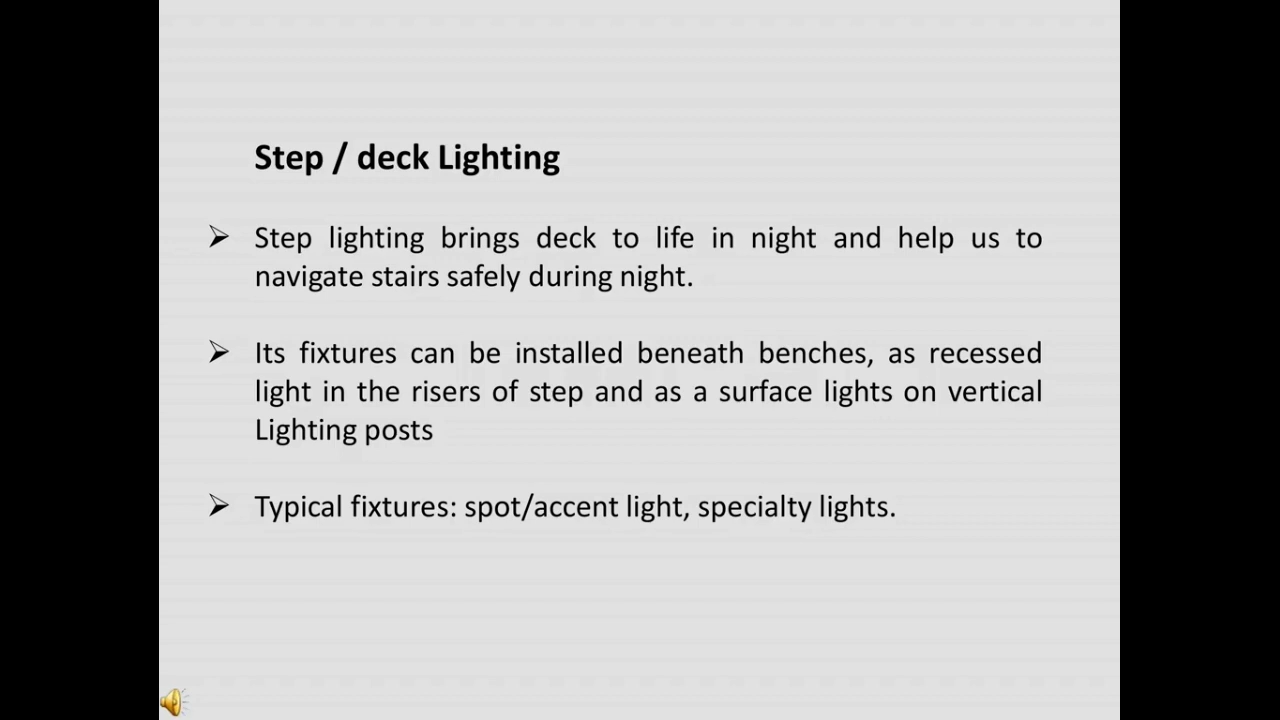 Step / deck Lighting
Step lighting brings deck to life in night and help us to
navigate stairs safely during night.
Its fixtures can be installed beneath benches, as recessed
light in the risers of step and as a surface lights on vertical
Lighting posts
Typical fixtures: spot/accent light, specialty lights.